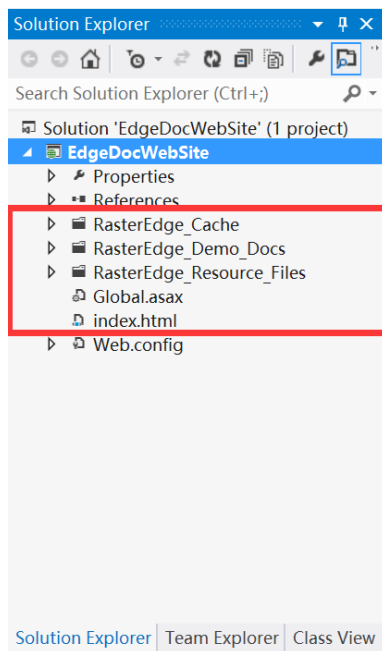 Solution Explorer
Search Solution Explorer (Ctrl+;)
Solution 'EdgeDocWebSite' (1 project)
EdgeDocWebSite
Properties
References
RasterEdge_Cache
RasterEdge_Demo_Docs
RasterEdge_Resource_Files
Global.asax
index.html
Web.config
Solution Explorer Team Explorer Class View